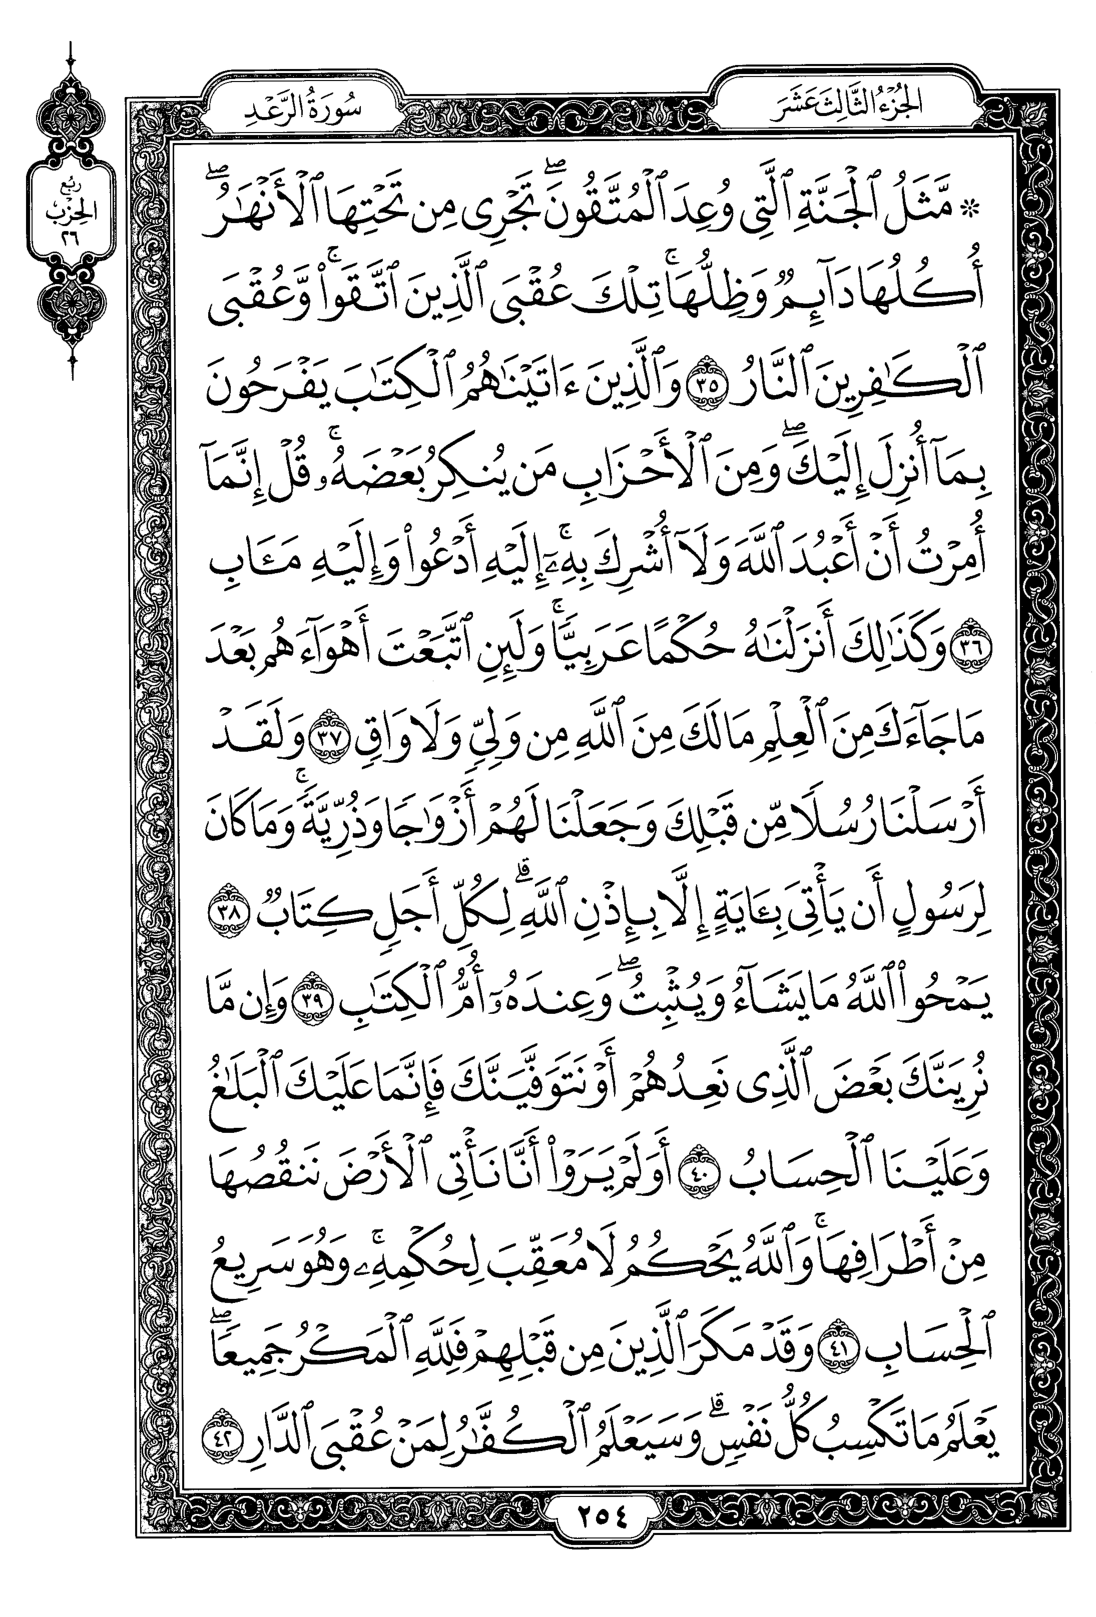 الجُزْءُ الثَّالِثَ عَشَرَ
سُورَةُ الرَّعْدِ
رُبُع
الحِزْب
٢٦
* مَّثَلُ ٱلْجَنَّةِ ٱلَّتِى وُعِدَ ٱلْمُتَّقُونَۖ تَجْرِى مِن تَحْتِهَا ٱلْأَنْهَٰرُۖ
أُكُلُهَا دَآئِمٌ وَظِلُّهَاۚ تِلْكَ عُقْبَى ٱلَّذِينَ ٱتَّقَوا۟ۚ وَّعُقْبَى
ٱلْكَٰفِرِينَ ٱلنَّارُ ٣٥ وَٱلَّذِينَ ءَاتَيْنَٰهُمُ ٱلْكِتَٰبَ يَفْرَحُونَ
بِمَآ أُنزِلَ إِلَيْكَۖ وَمِنَ ٱلْأَحْزَابِ مَن يُنكِرُ بَعْضَهُۥۚ قُلْ إِنَّمَآ
أُمِرْتُ أَنْ أَعْبُدَ ٱللَّهَ وَلَآ أُشْرِكَ بِهِۦٓۚ إِلَيْهِ أَدْعُوا۟ وَإِلَيْهِ مَـَٔابِ
٣٦ وَكَذَٰلِكَ أَنزَلْنَٰهُ حُكْمًا عَرَبِيًّاۚ وَلَئِنِ ٱتَّبَعْتَ أَهْوَآءَهُم بَعْدَ
مَا جَآءَكَ مِنَ ٱلْعِلْمِ مَا لَكَ مِنَ ٱللَّهِ مِن وَلِىٍّ وَلَا وَاقٍ ٣٧ وَلَقَدْ
أَرْسَلْنَا رُسُلًا مِّن قَبْلِكَ وَجَعَلْنَا لَهُمْ أَزْوَٰجًا وَذُرِّيَّةًۚ وَمَا كَانَ
لِرَسُولٍ أَن يَأْتِىَ بِـَٔايَةٍ إِلَّا بِإِذْنِ ٱللَّهِۗ لِكُلِّ أَجَلٍ كِتَابٌ ٣٨
يَمْحُوا۟ ٱللَّهُ مَا يَشَآءُ وَيُثْبِتُۖ وَعِندَهُۥٓ أُمُّ ٱلْكِتَٰبِ ٣٩ وَإِن مَّا
نُرِيَنَّكَ بَعْضَ ٱلَّذِى نَعِدُهُمْ أَوْ نَتَوَفَّيَنَّكَ فَإِنَّمَا عَلَيْكَ ٱلْبَلَٰغُ
وَعَلَيْنَا ٱلْحِسَابُ ٤٠ أَوَلَمْ يَرَوْا۟ أَنَّا نَأْتِى ٱلْأَرْضَ نَنقُصُهَا
مِنْ أَطْرَافِهَاۚ وَٱللَّهُ يَحْكُمُ لَا مُعَقِّبَ لِحُكْمِهِۦۚ وَهُوَ سَرِيعُ
ٱلْحِسَابِ ٤١ وَقَدْ مَكَرَ ٱلَّذِينَ مِن قَبْلِهِمْ فَلِلَّهِ ٱلْمَكْرُ جَمِيعًاۖ
يَعْلَمُ مَا تَكْسِبُ كُلُّ نَفْسٍۗ وَسَيَعْلَمُ ٱلْكُفَّٰرُ لِمَنْ عُقْبَى ٱلدَّارِ ٤٢
٢٥٤